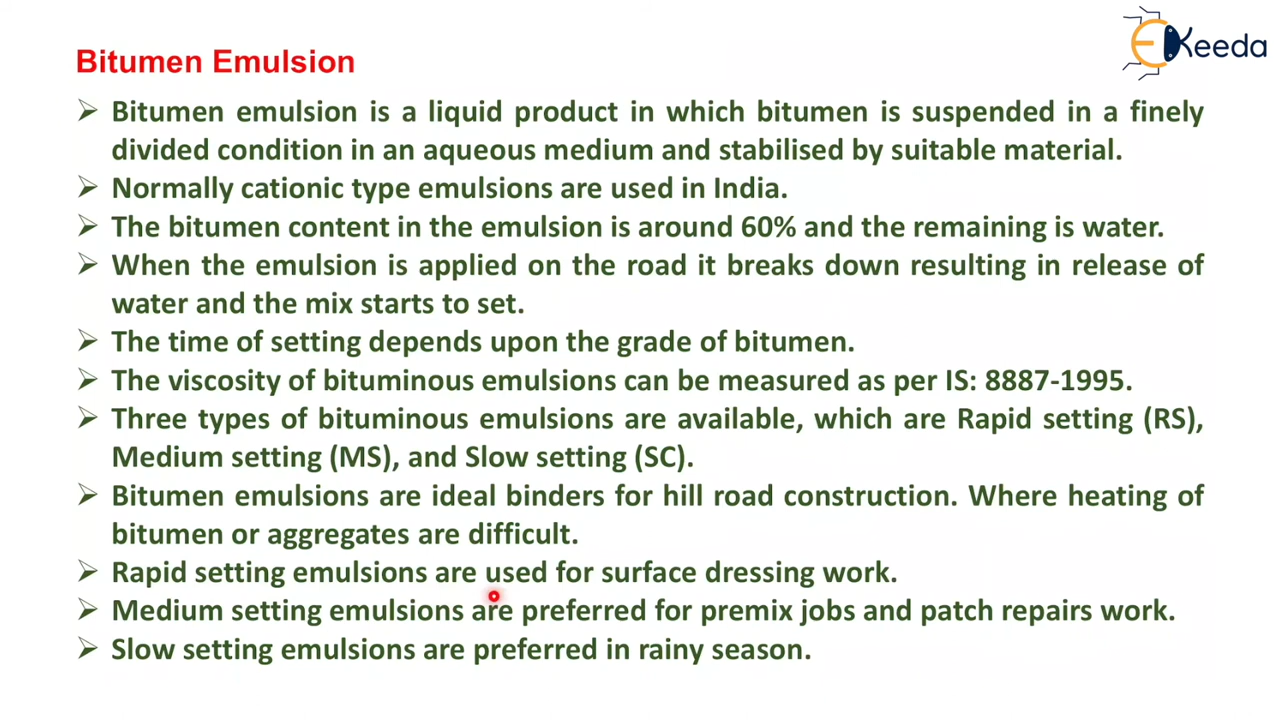 EKeeda
Bitumen Emulsion
➢ Bitumen emulsion is a liquid product in which bitumen is suspended in a finely
divided condition in an aqueous medium and stabilised by suitable material.
➢ Normally cationic type emulsions are used in India.
➢ The bitumen content in the emulsion is around 60% and the remaining is water.
➢ When the emulsion is applied on the road it breaks down resulting in release of
water and the mix starts to set.
➢ The time of setting depends upon the grade of bitumen.
➢ The viscosity of bituminous emulsions can be measured as per IS: 8887-1995.
➢ Three types of bituminous emulsions are available, which are Rapid setting (RS),
Medium setting (MS), and Slow setting (SC).
➢ Bitumen emulsions are ideal binders for hill road construction. Where heating of
bitumen or aggregates are difficult.
➢ Rapid setting emulsions are used for surface dressing work.
➢ Medium setting emulsions are preferred for premix jobs and patch repairs work.
➢ Slow setting emulsions are preferred in rainy season.